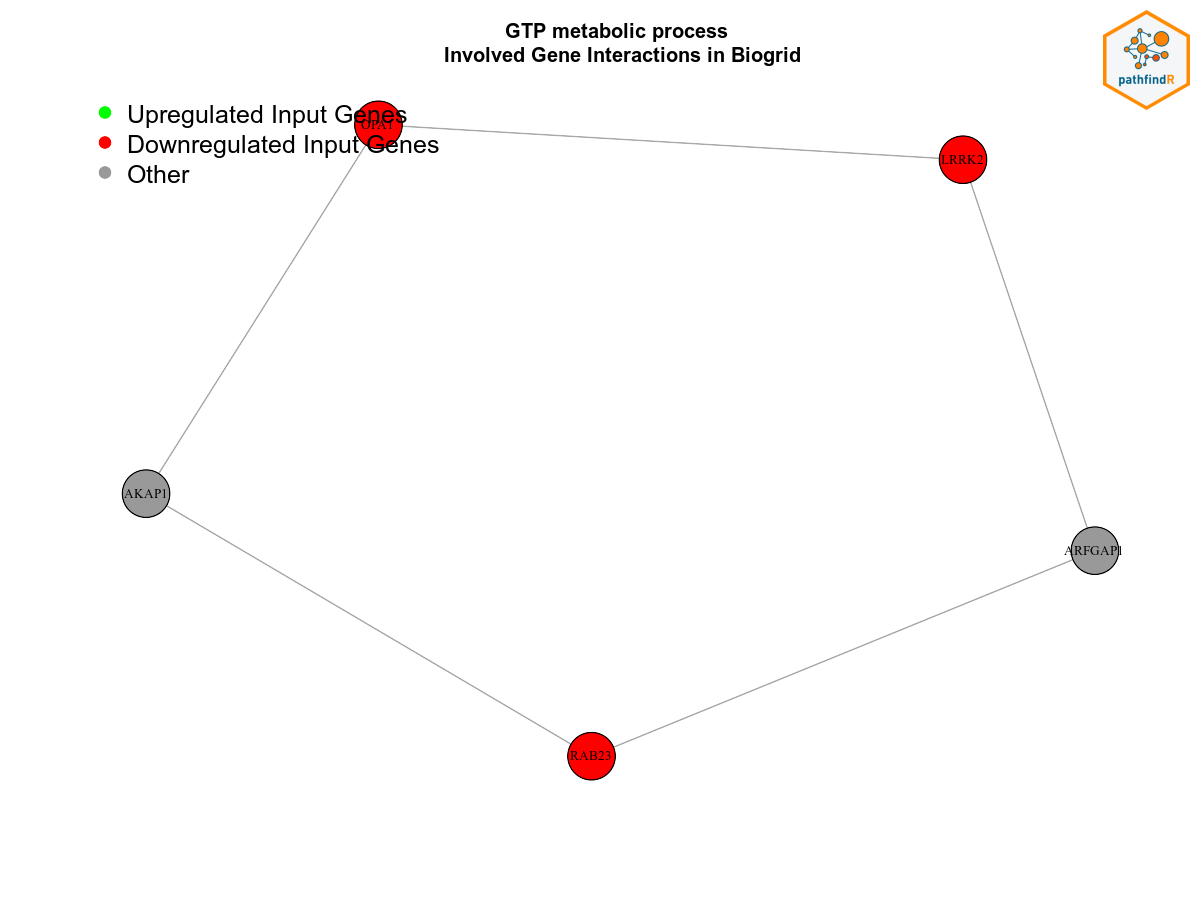 GTP metabolic process
Involved Gene Interactions in Biogrid
pathfindR
Upregulated Input Genes
OPA1
Downregulated Input Genes
LRRK2
Other
AKAP1
ARFGAP1
RAB23